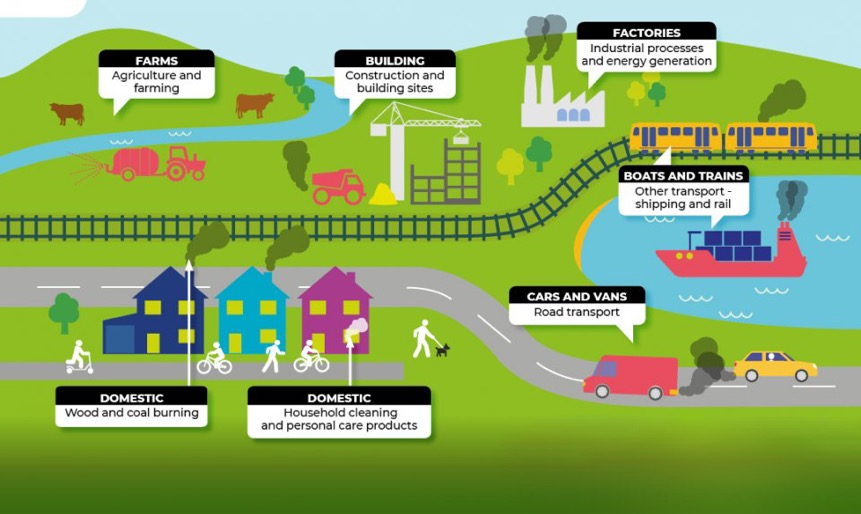 FARMS
Agriculture and
farming
BUILDING
Construction and
building sites
FACTORIES
Industrial processes
and energy generation
BOATS AND TRAINS
Other transport -
shipping and rail
CARS AND VANS
Road transport
DOMESTIC
Wood and coal burning
DOMESTIC
Household cleaning
and personal care products